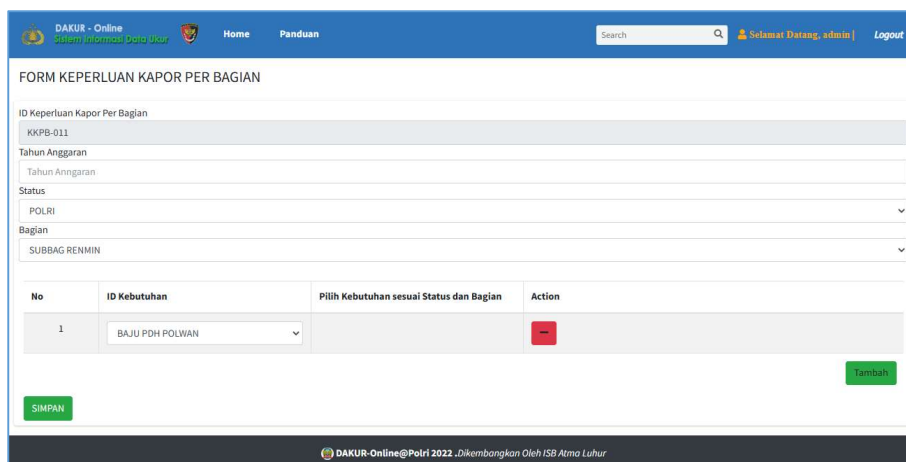 DAKUR - Online
Sistem Informasi Data Ukur
Home
Panduan
Search
Selamat Datang, admin |
Logout
FORM KEPERLUAN KAPOR PER BAGIAN
ID Keperluan Kapor Per Bagian
KKPB-011
Tahun Anggaran
Tahun Anngaran
Status
POLRI
Bagian
SUBBAG RENMIN
No ID Kebutuhan Pilih Kebutuhan sesuai Status dan Bagian Action
1 BAJU PDH POLWAN
Tambah
SIMPAN
DAKUR-Online@Polri 2022 .Dikembangkan Oleh ISB Atma Luhur